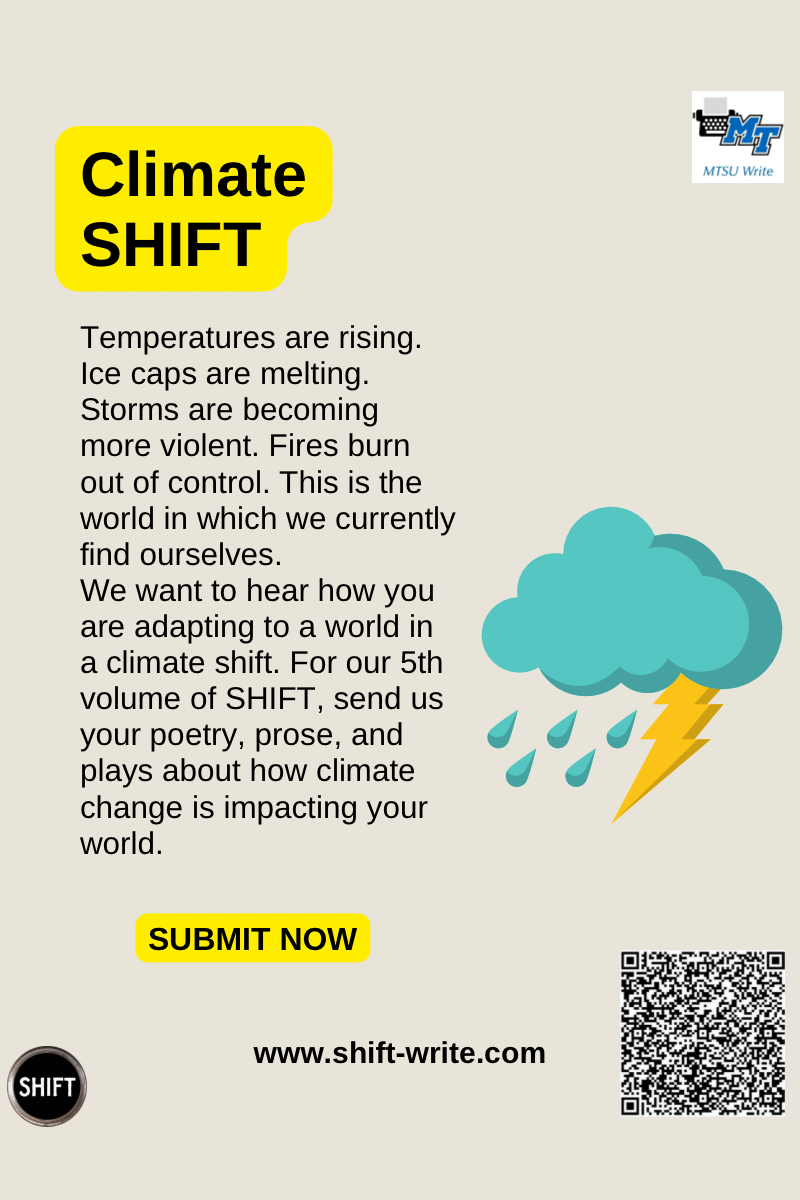 MT
MTSU Write
Climate
SHIFT
Temperatures are rising.
Ice caps are melting.
Storms are becoming
more violent. Fires burn
out of control. This is the
world in which we currently
find ourselves.
We want to hear how you
are adapting to a world in
a climate shift. For our 5th
volume of SHIFT, send us
your poetry, prose, and
plays about how climate
change is impacting your
world.
SUBMIT NOW
www.shift-write.com
SHIFT